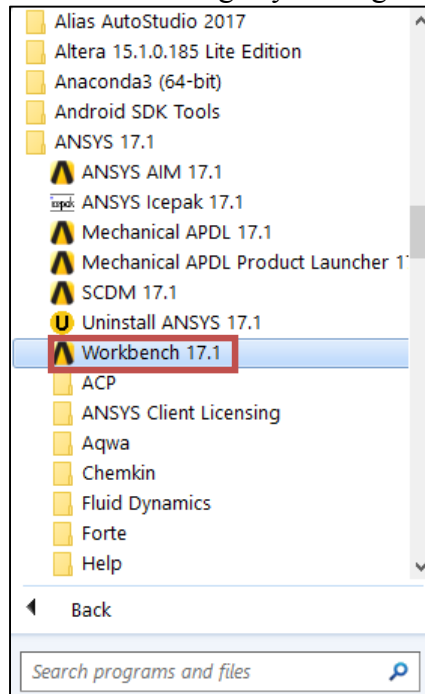 Alias AutoStudio 2017
Altera 15.1.0.185 Lite Edition
Anaconda3 (64-bit)
Android SDK Tools
ANSYS 17.1
ANSYS AIM 17.1
ANSYS Icepak 17.1
Mechanical APDL 17.1
Mechanical APDL Product Launcher 1
SCDM 17.1
Uninstall ANSYS 17.1
Workbench 17.1
ACP
ANSYS Client Licensing
Aqwa
Chemkin
Fluid Dynamics
Forte
Help
Back
Search programs and files